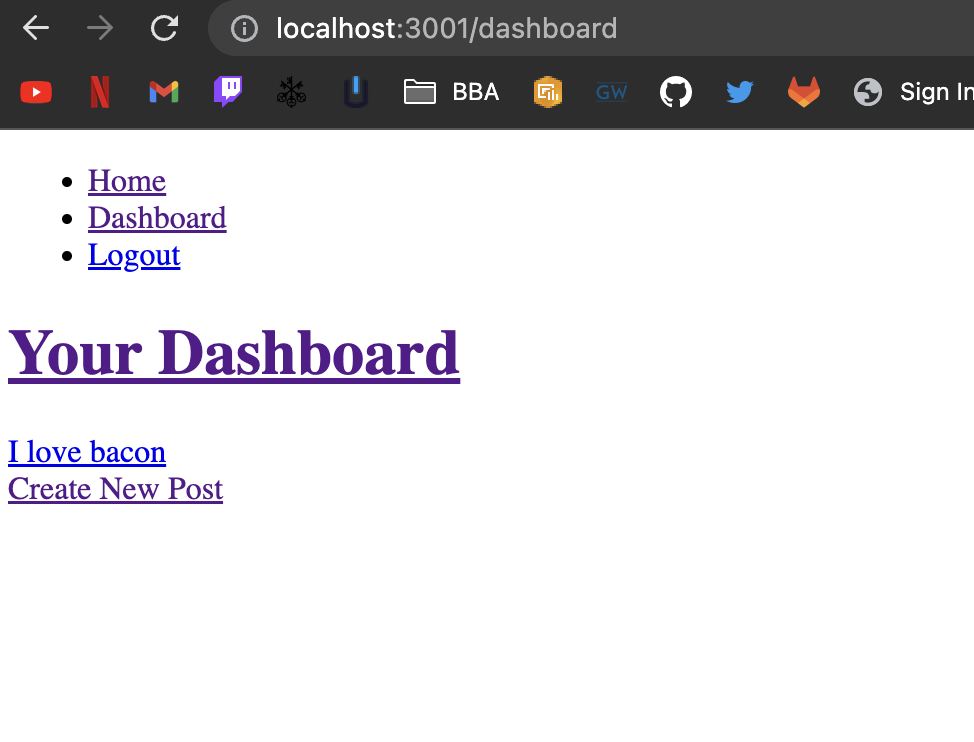 localhost:3001/dashboard
BBA GW Sign In
Home
Dashboard
Logout
Your Dashboard
I love bacon
Create New Post